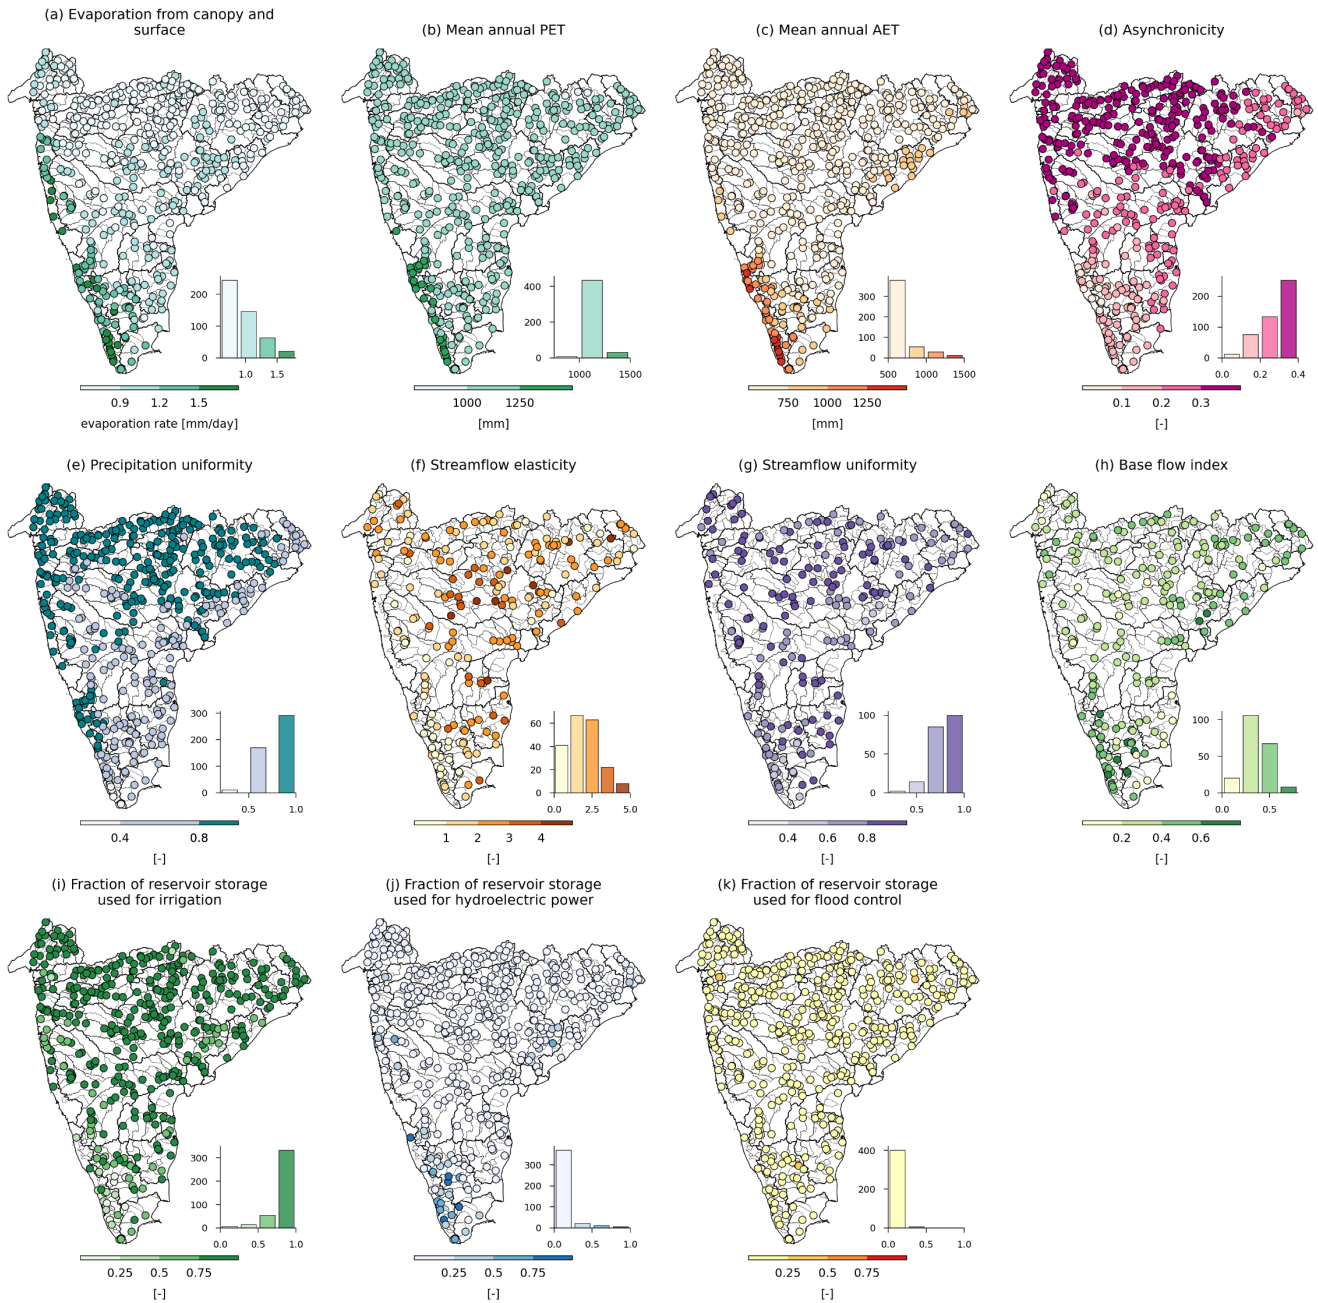 (a) Evaporation from canopy and
surface
(b) Mean annual PET
(c) Mean annual AET
(d) Asynchronicity
200
100
0
1.0 1.5
0.9 1.2 1.5
evaporation rate [mm/day]
400
200
0
1000 1500
1000 1250
[mm]
300
200
100
0
500 1000 1500
750 1000 1250
[mm]
200
100
0
0.0 0.2 0.4
0.1 0.2 0.3
[-]
(e) Precipitation uniformity
(f) Streamflow elasticity
(g) Streamflow uniformity
(h) Base flow index
300
200
100
0
0.5 1.0
0.4 0.8
[-]
60
40
20
0
0.0 2.5 5.0
1 2 3 4
[-]
100
50
0
0.5 1.0
0.4 0.6 0.8
[-]
100
50
0
0.0 0.5
0.2 0.4 0.6
[-]
(i) Fraction of reservoir storage
used for irrigation
(j) Fraction of reservoir storage
used for hydroelectric power
(k) Fraction of reservoir storage
used for flood control
300
200
100
0
0.0 0.5 1.0
0.25 0.5 0.75
[-]
300
200
100
0
0.0 0.5 1.0
0.25 0.5 0.75
[-]
400
200
0
0.0 0.5 1.0
0.25 0.5 0.75
[-]